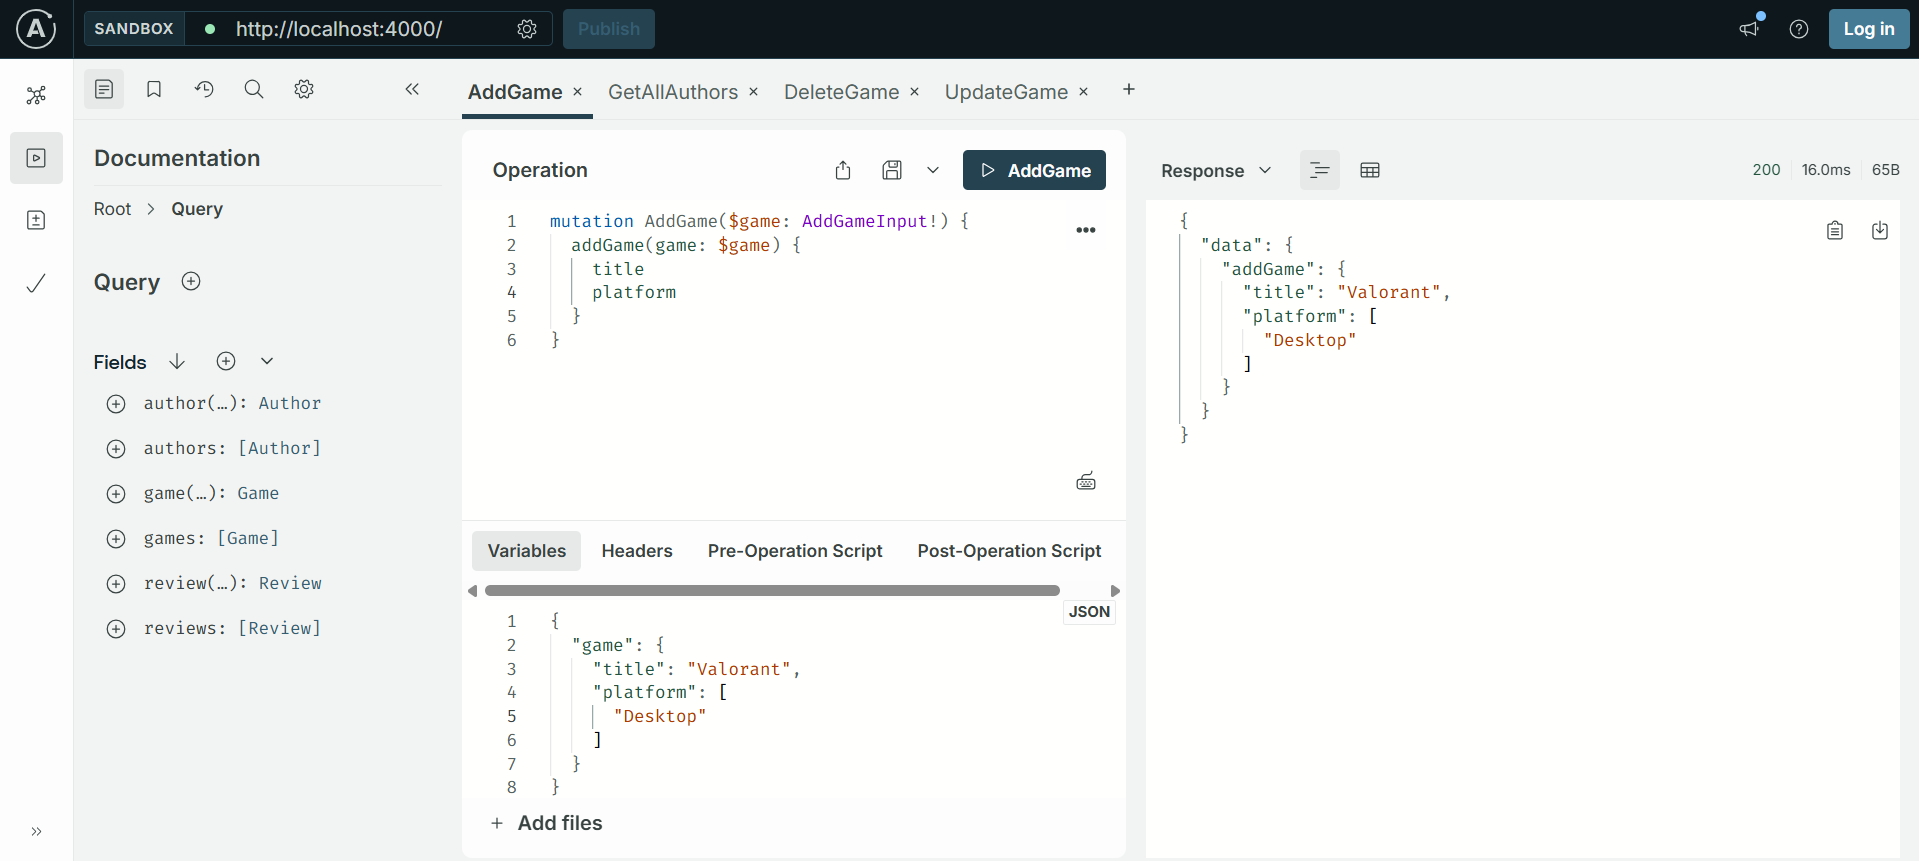 SANDBOX http://localhost:4000/ Publish Log in
AddGame × GetAllAuthors × DeleteGame × UpdateGame × +
Documentation
Root > Query
Query
Fields
author(…): Author
authors: [Author]
game(…): Game
games: [Game]
review(…): Review
reviews: [Review]
Operation
AddGame
1 mutation AddGame($game: AddGameInput!) {
2 addGame(game: $game) {
3 title
4 platform
5 }
6 }
Variables Headers Pre-Operation Script Post-Operation Script
JSON
1 {
2 "game": {
3 "title": "Valorant",
4 "platform": [
5 "Desktop"
6 ]
7 }
8 }
+ Add files
Response 200 16.0ms 65B
{
"data": {
"addGame": {
"title": "Valorant",
"platform": [
"Desktop"
]
}
}
}